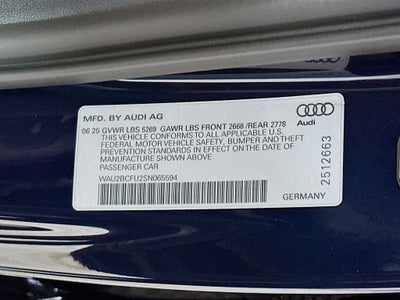 MFD. BY AUDI AG
Audi
06 25 GVWR LBS 5269 GAWR LBS FRONT 2668 /REAR 2778
THIS VEHICLE CONFORMS TO ALL APPLICABLE U.S.
FEDERAL MOTOR VEHICLE SAFETY, BUMPER AND THEFT
PREVENTION STANDARDS IN EFFECT ON THE DATE OF
MANUFACTURE SHOWN ABOVE
PASSENGER CAR
WAU2BCFU2SN065594
GERMANY
2512663